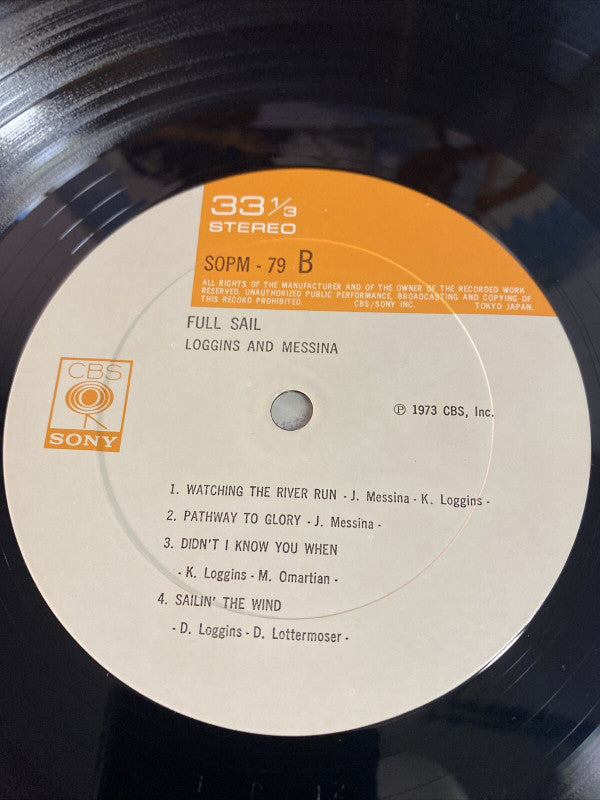 33 1/3
STEREO
SOPM - 79 B
ALL RIGHTS OF THE MANUFACTURER AND OF THE OWNER OF THE RECORDED WORK
RESERVED. UNAUTHORIZED PUBLIC PERFORMANCE, BROADCASTING AND COPYING OF
THIS RECORD PROHIBITED. CBS/SONY INC. TOKYO JAPAN.
FULL SAIL
LOGGINS AND MESSINA
CBS
SONY
℗ 1973 CBS, Inc.
1. WATCHING THE RIVER RUN - J. Messina - K. Loggins -
2. PATHWAY TO GLORY - J. Messina -
3. DIDN'T I KNOW YOU WHEN
- K. Loggins - M. Omartian -
4. SAILIN' THE WIND
- D. Loggins - D. Lottermoser -